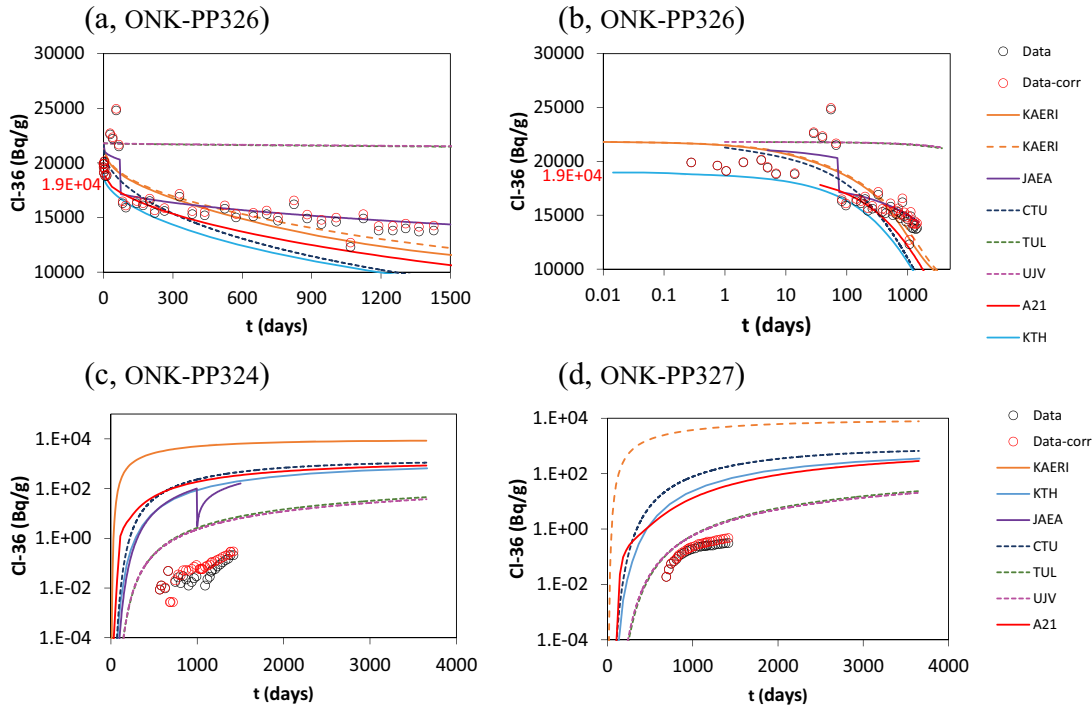 (a, ONK-PP326)
(b, ONK-PP326)
30000
25000
20000
1.9E+04
15000
10000
Cl-36 (Bq/g)
0
300
600
900
1200
1500
t (days)
30000
25000
20000
1.9E+04
15000
10000
Cl-36 (Bq/g)
0.01
0.1
1
10
100
1000
t (days)
Data
Data-corr
KAERI
KAERI
JAEA
CTU
TUL
UJV
A21
KTH
(c, ONK-PP324)
(d, ONK-PP327)
1.E+04
1.E+02
1.E+00
1.E-02
1.E-04
Cl-36 (Bq/g)
0
1000
2000
3000
4000
t (days)
1.E+04
1.E+02
1.E+00
1.E-02
1.E-04
Cl-36 (Bq/g)
0
1000
2000
3000
4000
t (days)
Data
Data-corr
KAERI
KTH
JAEA
CTU
TUL
UJV
A21